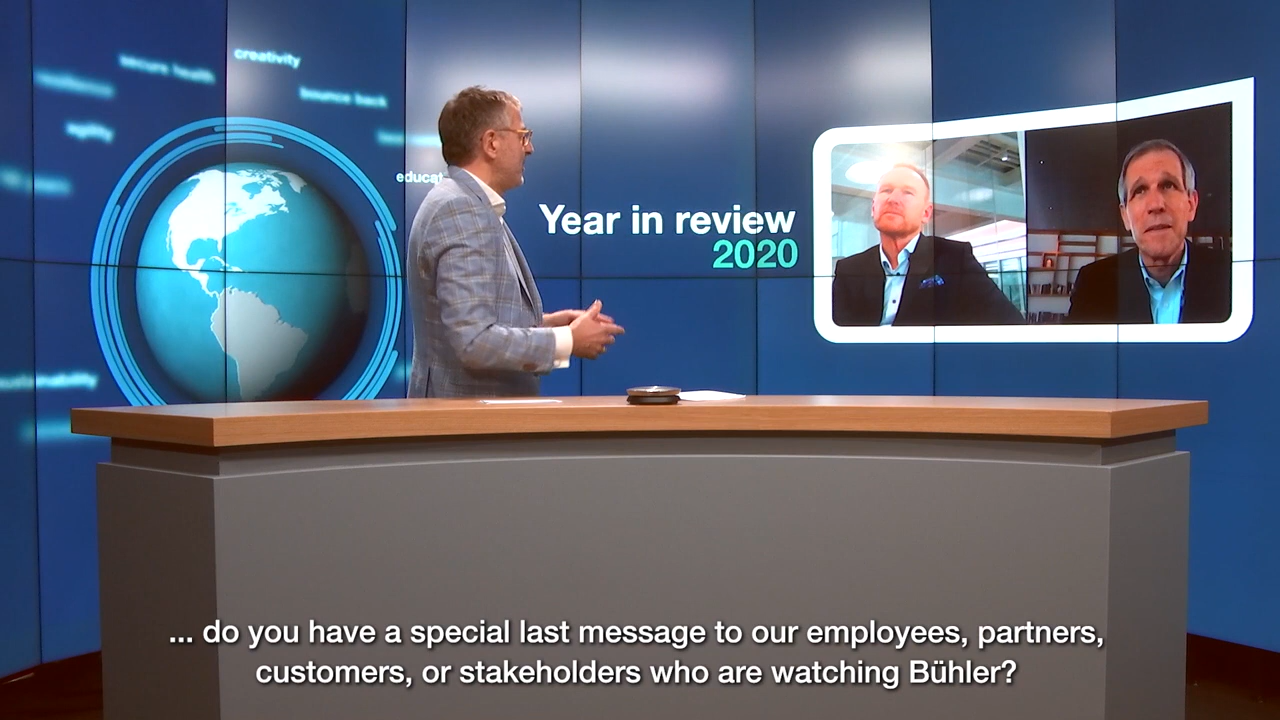 creativity
secure health
resilience
bounce back
agility
educat
Year in review
2020
sustainability
... do you have a special last message to our employees, partners,
customers, or stakeholders who are watching Bühler?